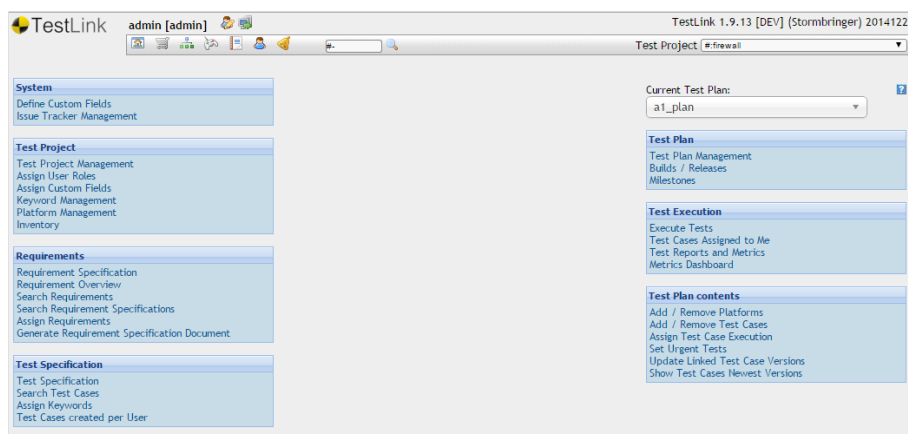 TestLink
admin [admin]
TestLink 1.9.13 [DEV] (Stormbringer) 2014122
#-
Test Project #:firewall
System
Define Custom Fields
Issue Tracker Management
Test Project
Test Project Management
Assign User Roles
Assign Custom Fields
Keyword Management
Platform Management
Inventory
Requirements
Requirement Specification
Requirement Overview
Search Requirements
Search Requirement Specifications
Assign Requirements
Generate Requirement Specification Document
Test Specification
Test Specification
Search Test Cases
Assign Keywords
Test Cases created per User
Current Test Plan:
?
a1_plan
Test Plan
Test Plan Management
Builds / Releases
Milestones
Test Execution
Execute Tests
Test Cases Assigned to Me
Test Reports and Metrics
Metrics Dashboard
Test Plan contents
Add / Remove Platforms
Add / Remove Test Cases
Assign Test Case Execution
Set Urgent Tests
Update Linked Test Case Versions
Show Test Cases Newest Versions